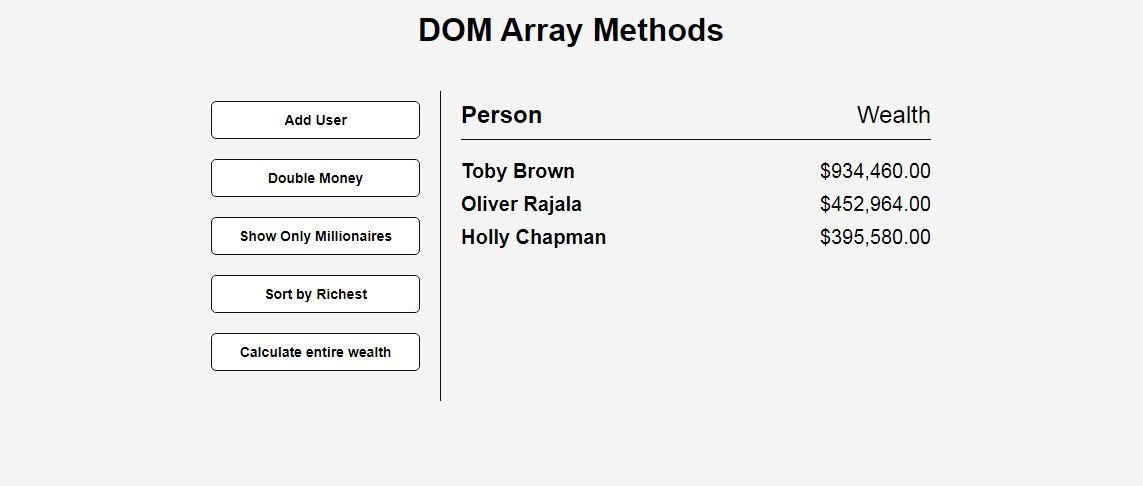 DOM Array Methods
Add User
Double Money
Show Only Millionaires
Sort by Richest
Calculate entire wealth
Person Wealth
Toby Brown $934,460.00
Oliver Rajala $452,964.00
Holly Chapman $395,580.00